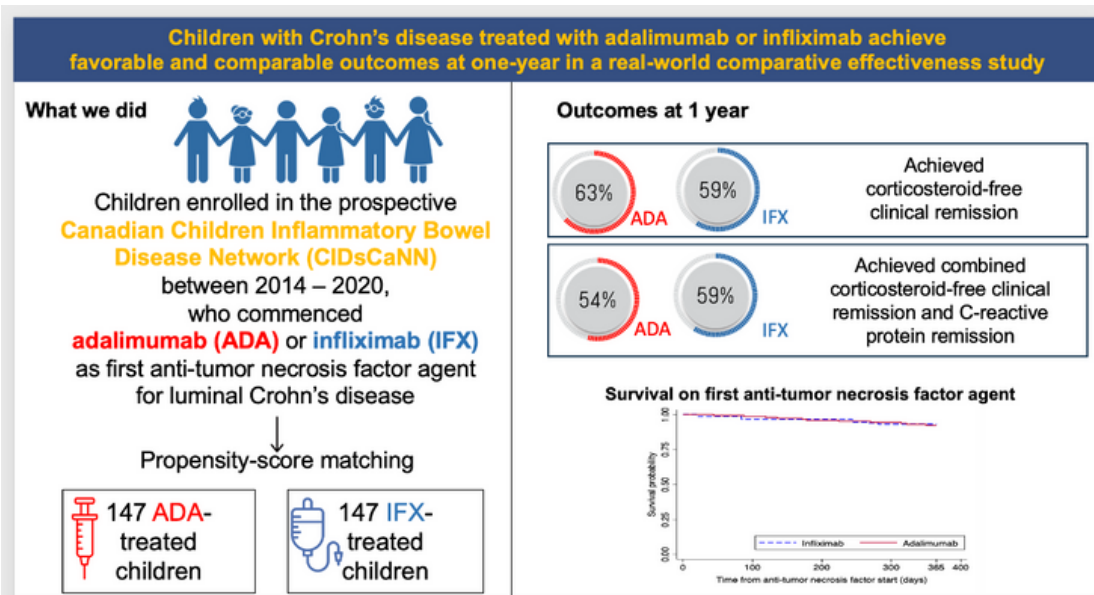 Children with Crohn's disease treated with adalimumab or infliximab achieve
favorable and comparable outcomes at one-year in a real-world comparative effectiveness study
What we did
Children enrolled in the prospective
Canadian Children Inflammatory Bowel
Disease Network (CIDsCaNN)
between 2014 – 2020,
who commenced
adalimumab (ADA) or infliximab (IFX)
as first anti-tumor necrosis factor agent
for luminal Crohn's disease
Propensity-score matching
147 ADA-
treated
children
147 IFX-
treated
children
Outcomes at 1 year
63%
ADA
59%
IFX
Achieved
corticosteroid-free
clinical remission
54%
ADA
59%
IFX
Achieved combined
corticosteroid-free clinical
remission and C-reactive
protein remission
Survival on first anti-tumor necrosis factor agent
Survival probability
1.00
0.75
0.50
0.25
0.00
Infliximab
Adalimumab
0
100
200
300
365
400
Time from anti-tumor necrosis factor start (days)